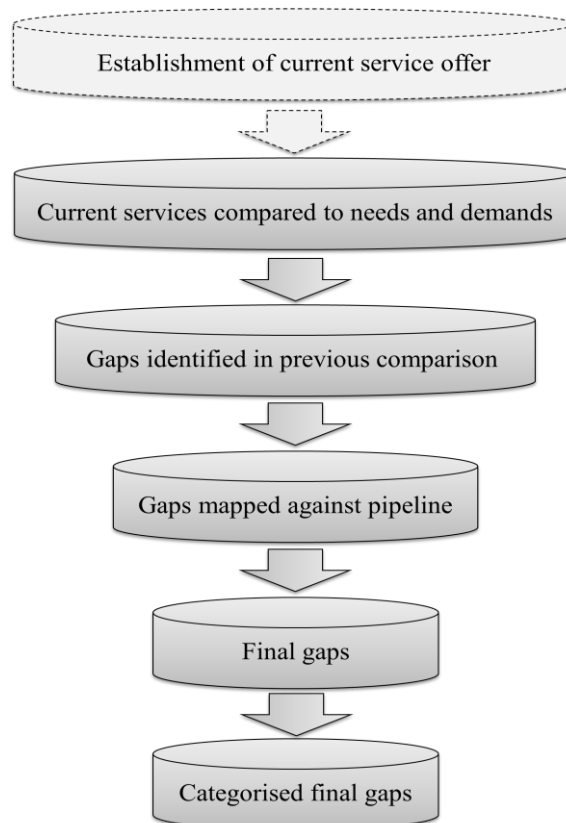 Establishment of current service offer
Current services compared to needs and demands
Gaps identified in previous comparison
Gaps mapped against pipeline
Final gaps
Categorised final gaps